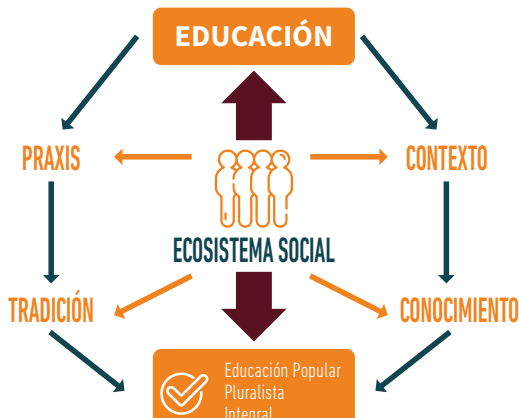 EDUCACIÓN
PRAXIS
CONTEXTO
ECOSISTEMA SOCIAL
TRADICIÓN
CONOCIMIENTO
Educación Popular
Pluralista
Integral